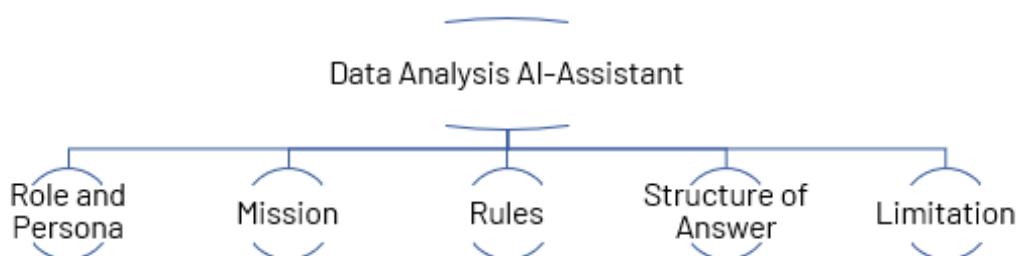 Data Analysis AI-Assistant
Role and
Persona
Mission
Rules
Structure of
Answer
Limitation